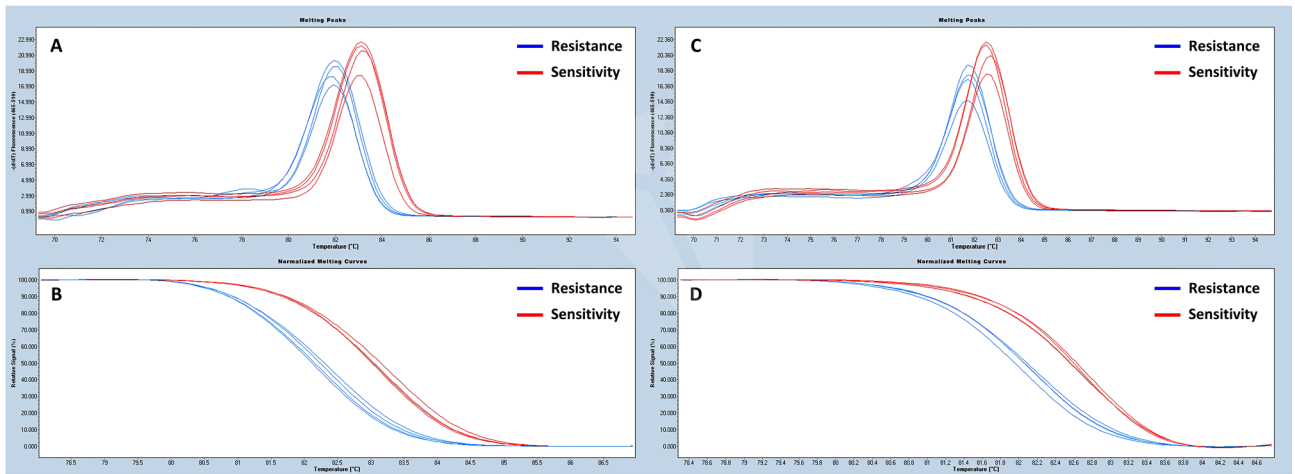 Melting Peaks
A
Resistance
Sensitivity
22.990
20.990
18.990
16.990
14.990
12.990
10.990
8.990
6.990
4.990
2.990
0.990
-(d/dT) Fluorescence (465-510)
70 72 74 76 78 80 82 84 86 88 90 92 94
Temperature (°C)
Normalized Melting Curves
B
Resistance
Sensitivity
100.000
90.000
80.000
70.000
60.000
50.000
40.000
30.000
20.000
10.000
0.000
Relative Signal (%)
78.5 79 79.5 80 80.5 81 81.5 82 82.5 83 83.5 84 84.5 85 85.5 86 86.5
Temperature (°C)
Melting Peaks
C
Resistance
Sensitivity
22.360
20.360
18.360
16.360
14.360
12.360
10.360
8.360
6.360
4.360
2.360
0.360
-(d/dT) Fluorescence (465-510)
70 71 72 73 74 75 76 77 78 79 80 81 82 83 84 85 86 87 88 89 90 91 92 93 94
Temperature (°C)
Normalized Melting Curves
D
Resistance
Sensitivity
100.000
90.000
80.000
70.000
60.000
50.000
40.000
30.000
20.000
10.000
0.000
Relative Signal (%)
78.4 78.6 78.8 79 79.2 79.4 79.6 79.8 80 80.2 80.4 80.6 80.8 81 81.2 81.4 81.6 81.8 82 82.2 82.4 82.6 82.8 83 83.2 83.4 83.6 83.8 84 84.2 84.4 84.6
Temperature (°C)